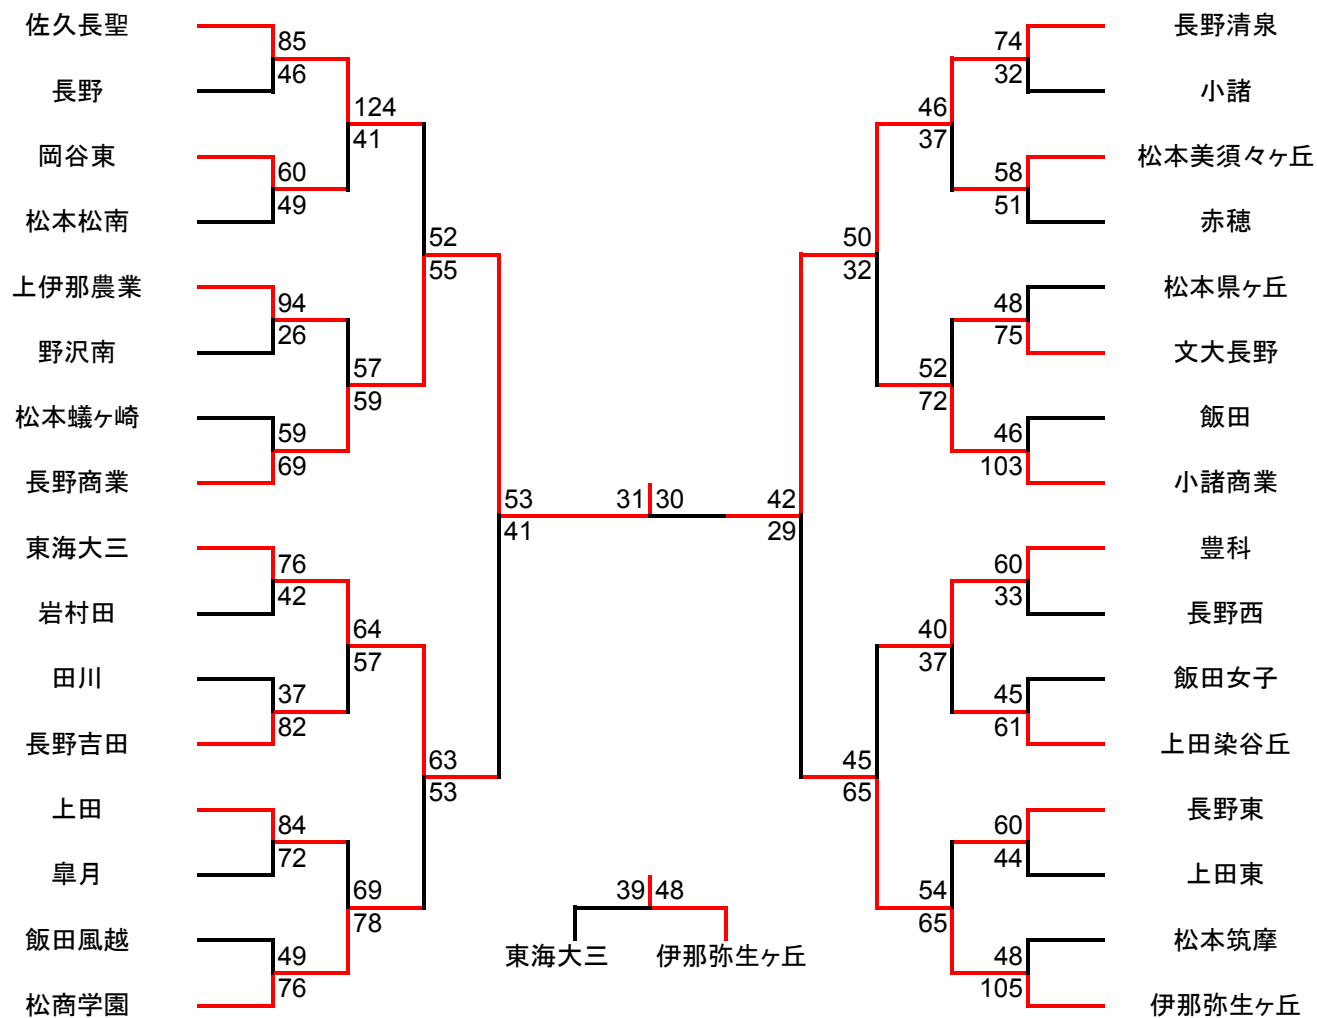 佐久長聖
長野
岡谷東
松本松南
上伊那農業
野沢南
松本蟻ヶ崎
長野商業
東海大三
岩村田
田川
長野吉田
上田
皐月
飯田風越
松商学園
85
46
60
49
94
26
59
69
76
42
37
82
84
72
49
76
124
41
57
59
64
57
69
78
52
55
63
53
53
41
31 30
42
29
50
32
45
65
46
37
52
72
40
37
54
65
74
32
58
51
48
75
46
103
60
33
45
61
60
44
48
105
長野清泉
小諸
松本美須々ヶ丘
赤穂
松本県ヶ丘
文大長野
飯田
小諸商業
豊科
長野西
飯田女子
上田染谷丘
長野東
上田東
松本筑摩
伊那弥生ヶ丘
39 48
東海大三 伊那弥生ヶ丘